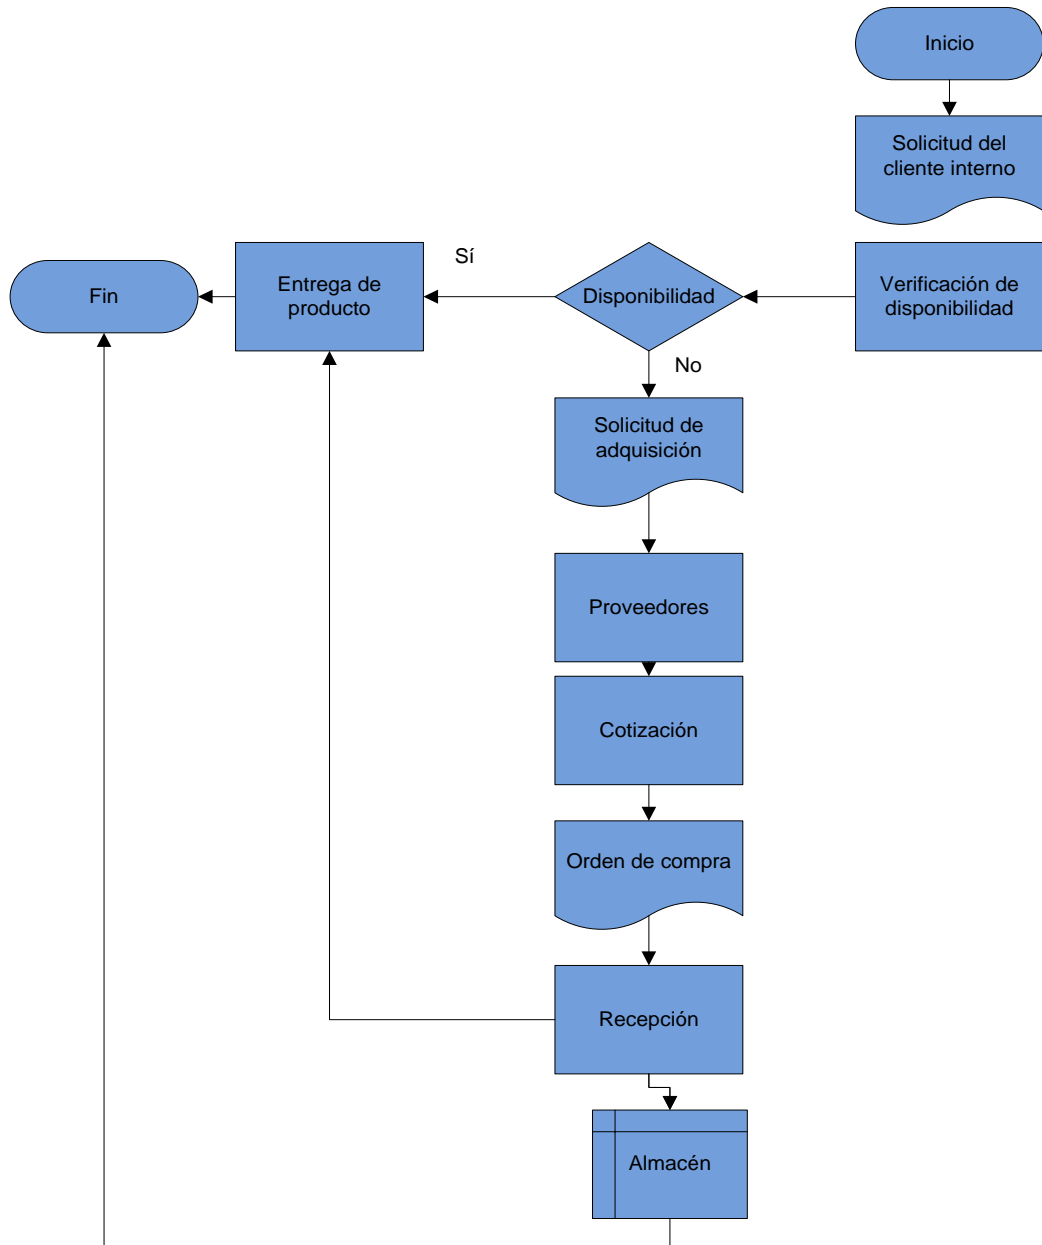 Inicio
Solicitud del
cliente interno
Verificación de
disponibilidad
Disponibilidad
Sí
Entrega de
producto
Fin
No
Solicitud de
adquisición
Proveedores
Cotización
Orden de compra
Recepción
Almacén